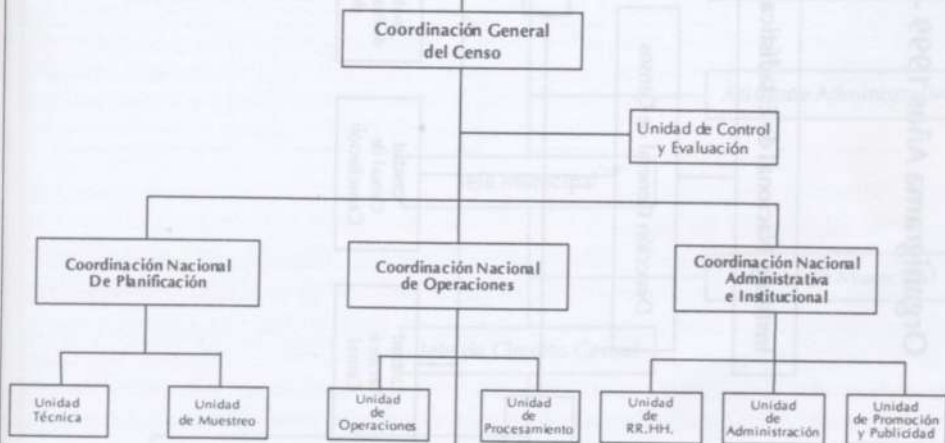 Coordinación General
del Censo
Unidad de Control
y Evaluación
Coordinación Nacional
De Planificación
Coordinación Nacional
de Operaciones
Coordinación Nacional
Administrativa
e Institucional
Unidad
Técnica
Unidad
de Muestreo
Unidad
de
Operaciones
Unidad
de
Procesamiento
Unidad
de
RR.HH.
Unidad
de
Administración
Unidad
de Promoción
y Publicidad